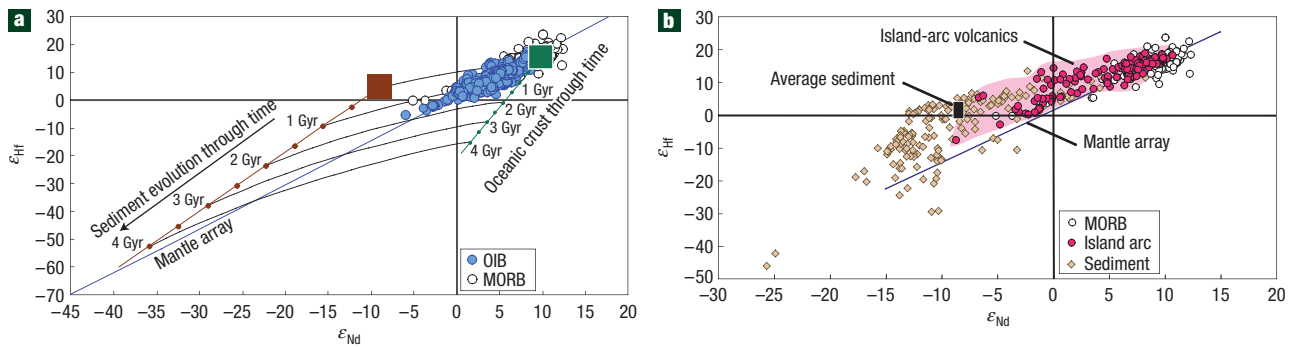 a
30
20
10
0
−10
−20
−30
−40
−50
−60
−70
εHf
−45
−40
−35
−30
−25
−20
−15
−10
−5
0
5
10
15
20
εNd
Sediment evolution through time
1 Gyr
2 Gyr
3 Gyr
4 Gyr
Mantle array
1 Gyr
2 Gyr
3 Gyr
4 Gyr
Oceanic crust through time
OIB
MORB
b
30
20
10
0
−10
−20
−30
−40
−50
εHf
−30
−25
−20
−15
−10
−5
0
5
10
15
20
εNd
Island-arc volcanics
Average sediment
Mantle array
MORB
Island arc
Sediment